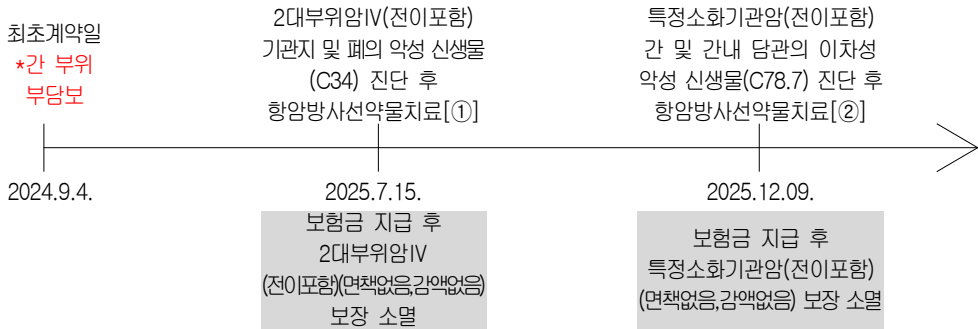 최초계약일
*간 부위
부담보
2대부위암Ⅳ(전이포함)
기관지 및 폐의 악성 신생물
(C34) 진단 후
항암방사선약물치료[①]
특정소화기관암(전이포함)
간 및 간내 담관의 이차성
악성 신생물(C78.7) 진단 후
항암방사선약물치료[②]
2024.9.4.
2025.7.15.
2025.12.09.
보험금 지급 후
2대부위암Ⅳ
(전이포함)(면책없음,감액없음)
보장 소멸
보험금 지급 후
특정소화기관암(전이포함)
(면책없음,감액없음) 보장 소멸